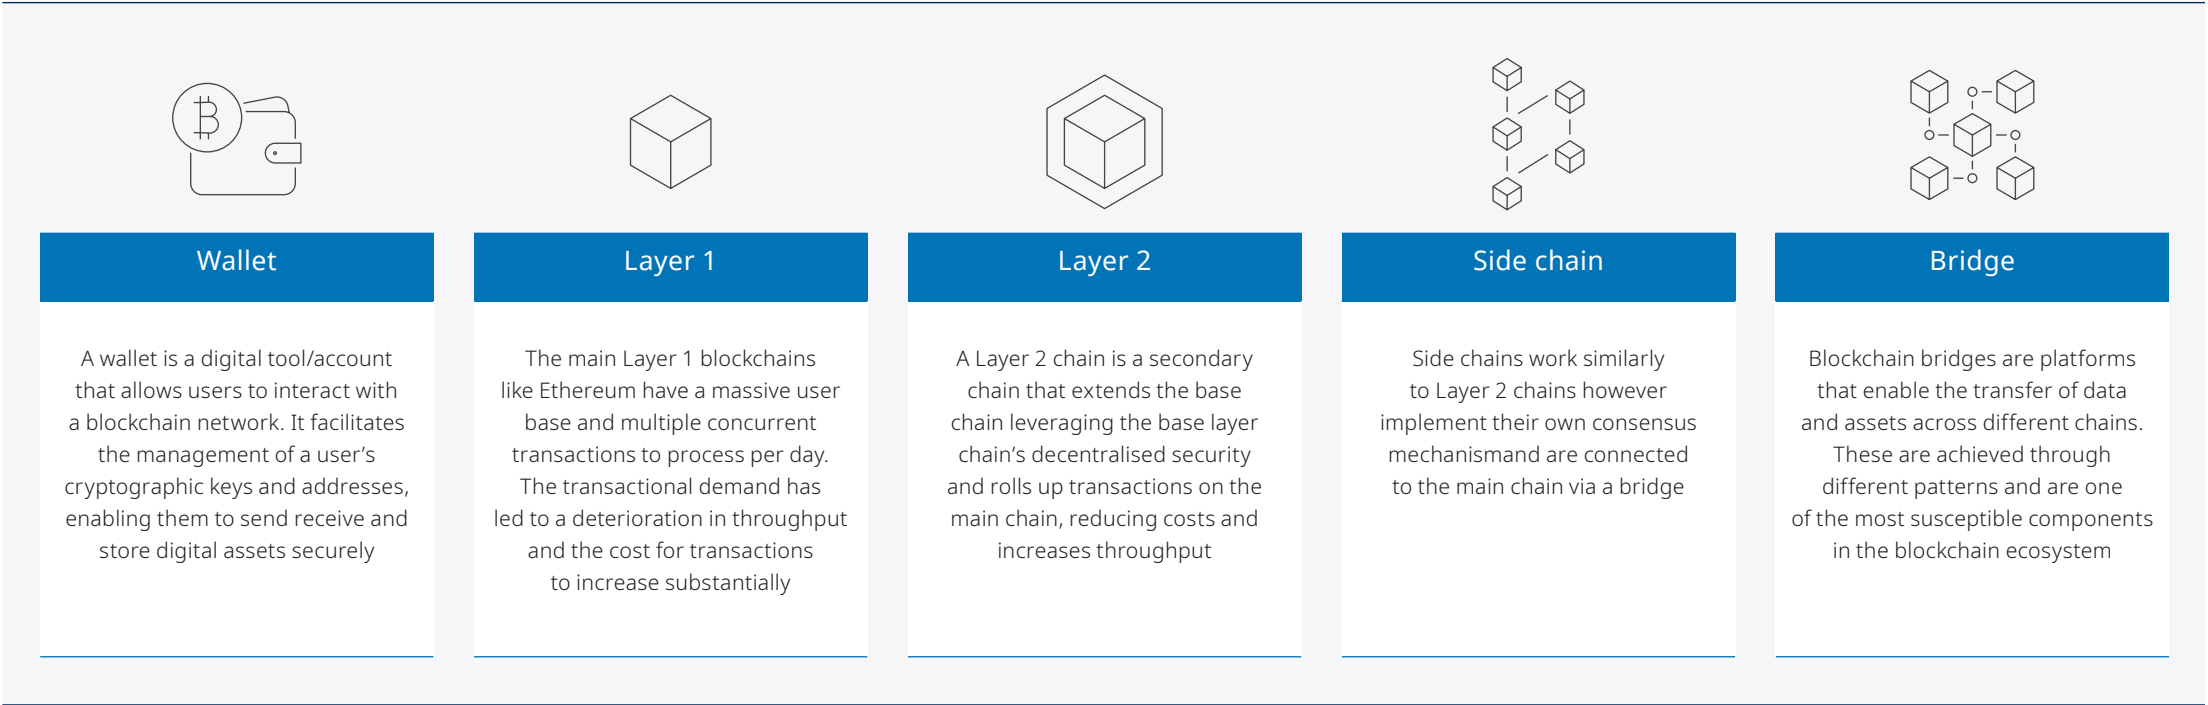 Wallet
A wallet is a digital tool/account
that allows users to interact with
a blockchain network. It facilitates
the management of a user’s
cryptographic keys and addresses,
enabling them to send receive and
store digital assets securely
Layer 1
The main Layer 1 blockchains
like Ethereum have a massive user
base and multiple concurrent
transactions to process per day.
The transactional demand has
led to a deterioration in throughput
and the cost for transactions
to increase substantially
Layer 2
A Layer 2 chain is a secondary
chain that extends the base
chain leveraging the base layer
chain’s decentralised security
and rolls up transactions on the
main chain, reducing costs and
increases throughput
Side chain
Side chains work similarly
to Layer 2 chains however
implement their own consensus
mechanismand are connected
to the main chain via a bridge
Bridge
Blockchain bridges are platforms
that enable the transfer of data
and assets across different chains.
These are achieved through
different patterns and are one
of the most susceptible components
in the blockchain ecosystem